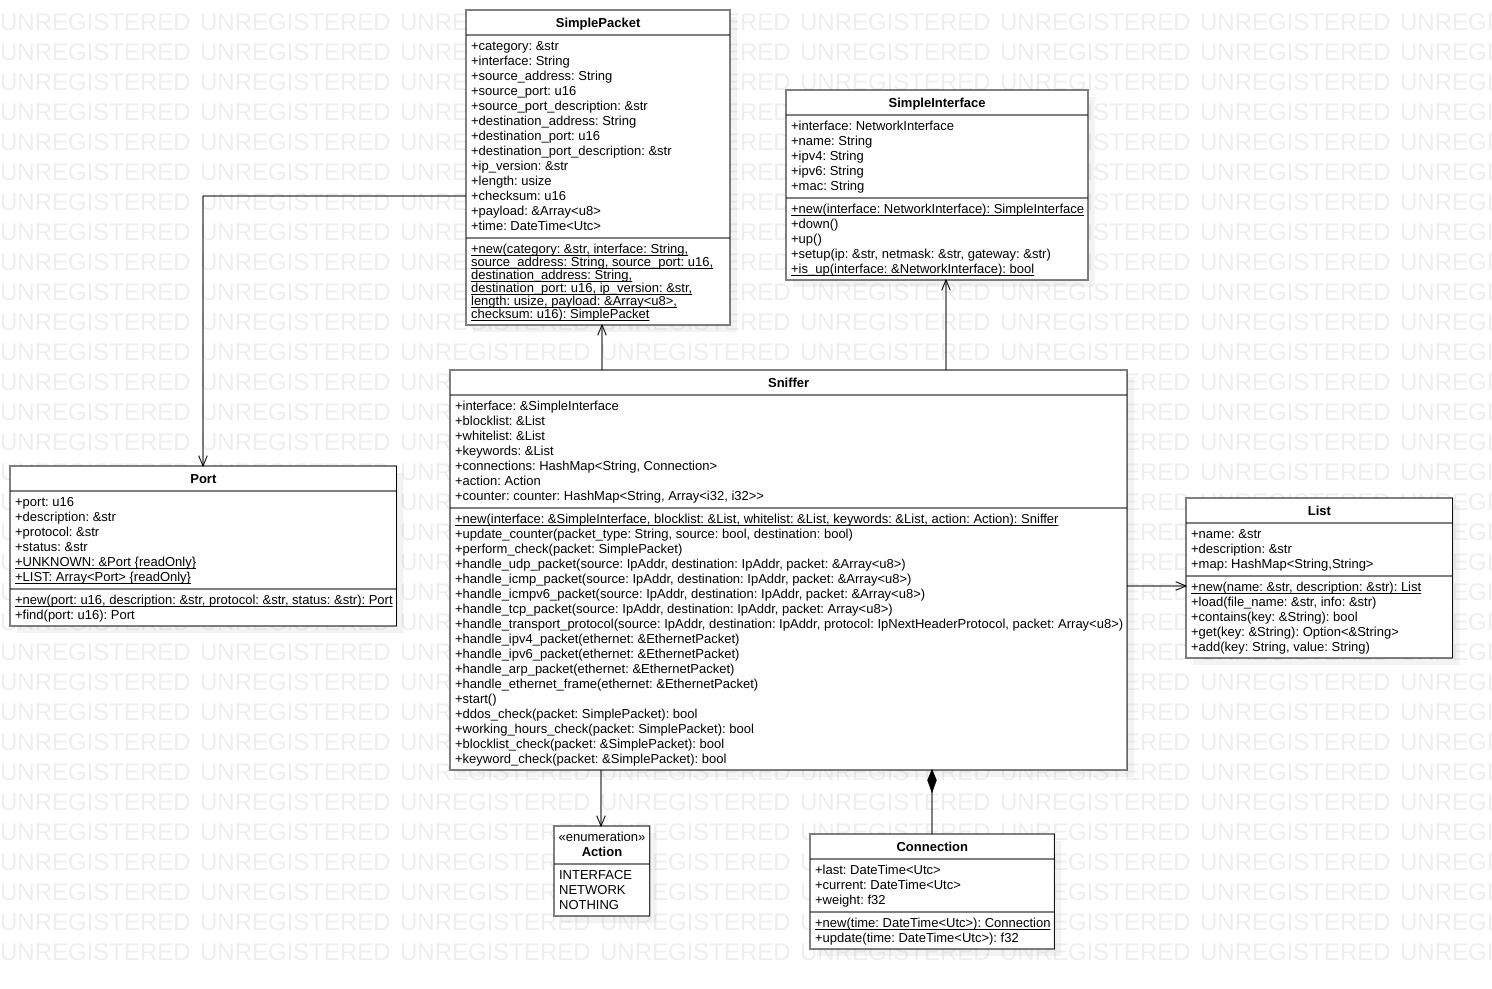 SimplePacket
+category: &str
+interface: String
+source_address: String
+source_port: u16
+source_port_description: &str
+destination_address: String
+destination_port: u16
+destination_port_description: &str
+ip_version: &str
+length: usize
+checksum: u16
+payload: &Array<u8>
+time: DateTime<Utc>
+new(category: &str, interface: String,
source_address: String, source_port: u16,
destination_address: String,
destination_port: u16, ip_version: &str,
length: usize, payload: &Array<u8>,
checksum: u16): SimplePacket
SimpleInterface
+interface: NetworkInterface
+name: String
+ipv4: String
+ipv6: String
+mac: String
+new(interface: NetworkInterface): SimpleInterface
+down()
+up()
+setup(ip: &str, netmask: &str, gateway: &str)
+is_up(interface: &NetworkInterface): bool
Port
+port: u16
+description: &str
+protocol: &str
+status: &str
+UNKNOWN: &Port {readOnly}
+LIST: Array<Port> {readOnly}
+new(port: u16, description: &str, protocol: &str, status: &str): Port
+find(port: u16): Port
Sniffer
+interface: &SimpleInterface
+blocklist: &List
+whitelist: &List
+keywords: &List
+connections: HashMap<String, Connection>
+action: Action
+counter: counter: HashMap<String, Array<i32, i32>>
+new(interface: &SimpleInterface, blocklist: &List, whitelist: &List, keywords: &List, action: Action): Sniffer
+update_counter(packet_type: String, source: bool, destination: bool)
+perform_check(packet: SimplePacket)
+handle_udp_packet(source: IpAddr, destination: IpAddr, packet: &Array<u8>)
+handle_icmp_packet(source: IpAddr, destination: IpAddr, packet: &Array<u8>)
+handle_icmpv6_packet(source: IpAddr, destination: IpAddr, packet: &Array<u8>)
+handle_tcp_packet(source: IpAddr, destination: IpAddr, packet: Array<u8>)
+handle_transport_protocol(source: IpAddr, destination: IpAddr, protocol: IpNextHeaderProtocol, packet: Array<u8>)
+handle_ipv4_packet(ethernet: &EthernetPacket)
+handle_ipv6_packet(ethernet: &EthernetPacket)
+handle_arp_packet(ethernet: &EthernetPacket)
+handle_ethernet_frame(ethernet: &EthernetPacket)
+start()
+ddos_check(packet: SimplePacket): bool
+working_hours_check(packet: SimplePacket): bool
+blocklist_check(packet: &SimplePacket): bool
+keyword_check(packet: &SimplePacket): bool
List
+name: &str
+description: &str
+map: HashMap<String,String>
+new(name: &str, description: &str): List
+load(file_name: &str, info: &str)
+contains(key: &String): bool
+get(key: &String): Option<&String>
+add(key: String, value: String)
«enumeration»
Action
INTERFACE
NETWORK
NOTHING
Connection
+last: DateTime<Utc>
+current: DateTime<Utc>
+weight: f32
+new(time: DateTime<Utc>): Connection
+update(time: DateTime<Utc>): f32